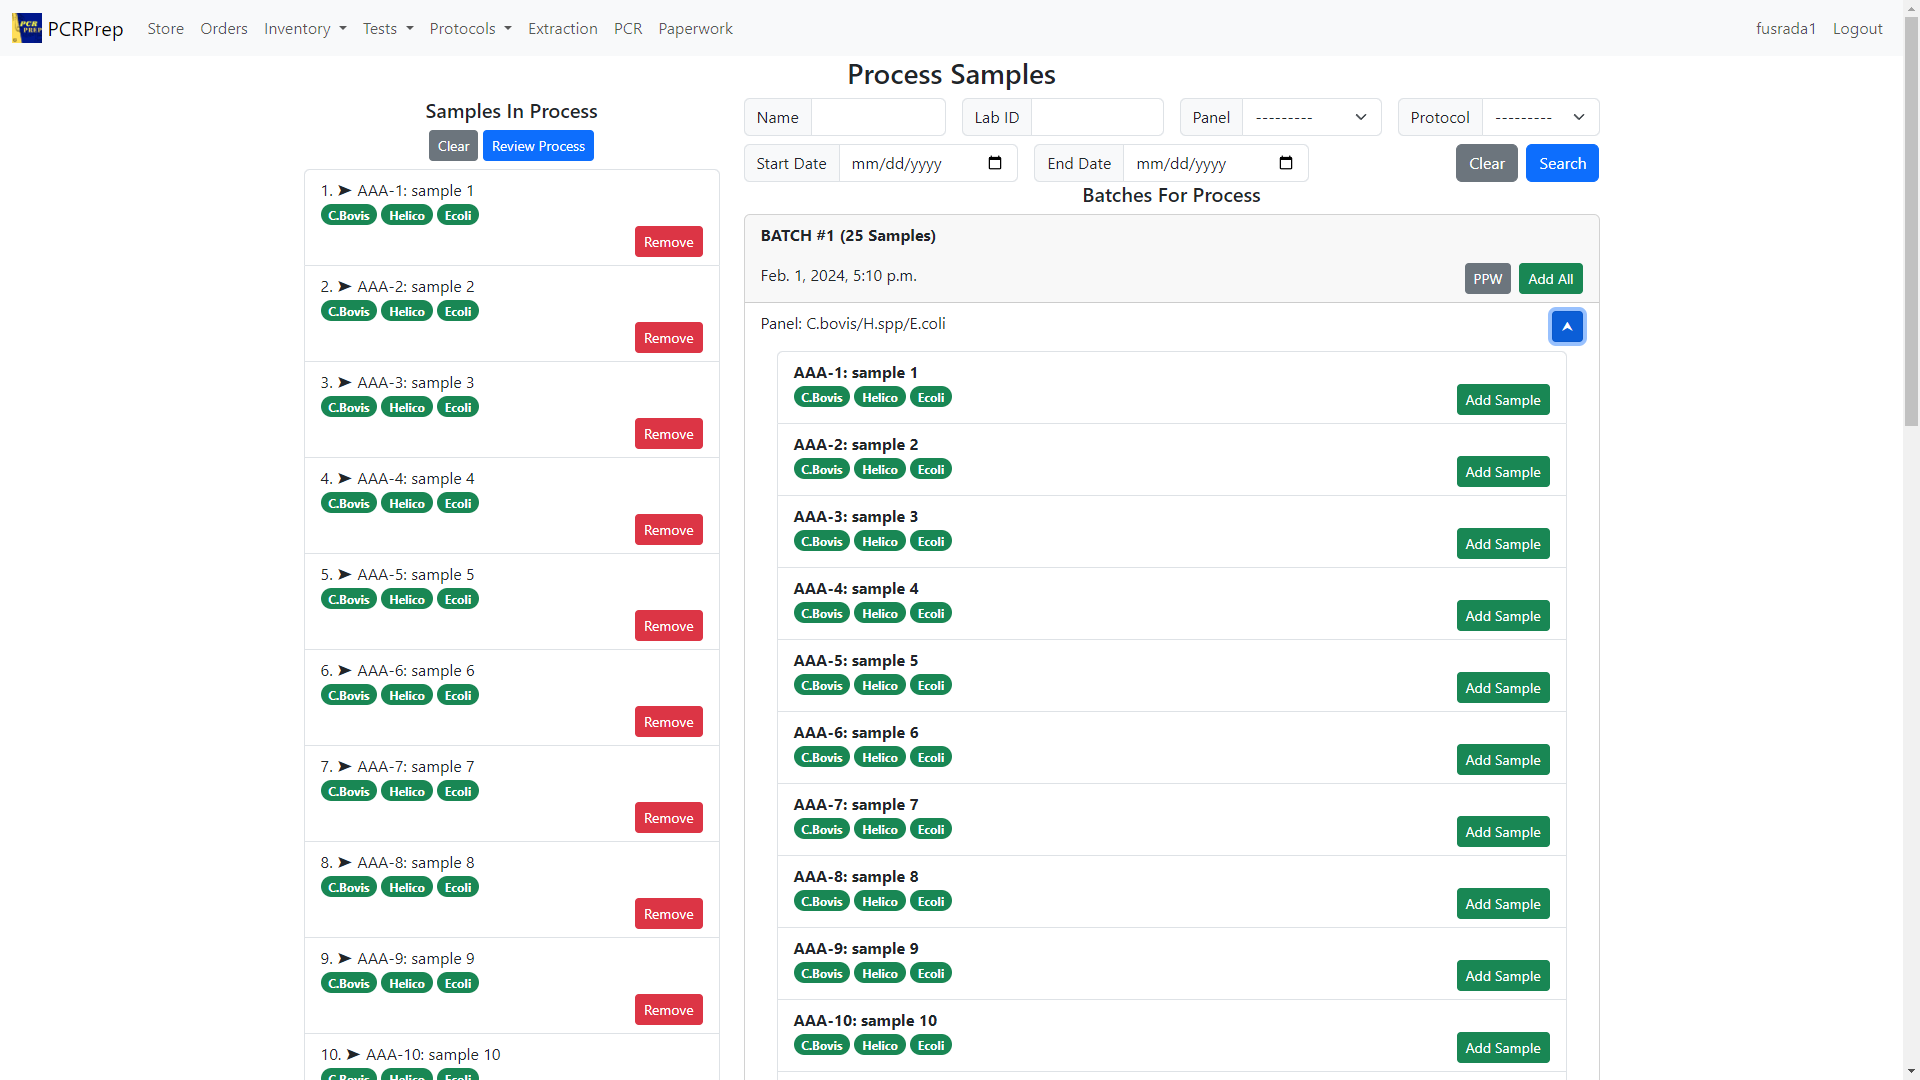 PCR PREP PCRPrep Store Orders Inventory Tests Protocols Extraction PCR Paperwork fusrada1 Logout
Process Samples
Samples In Process
Clear Review Process
1. ➤ AAA-1: sample 1
C.Bovis Helico Ecoli
Remove
2. ➤ AAA-2: sample 2
C.Bovis Helico Ecoli
Remove
3. ➤ AAA-3: sample 3
C.Bovis Helico Ecoli
Remove
4. ➤ AAA-4: sample 4
C.Bovis Helico Ecoli
Remove
5. ➤ AAA-5: sample 5
C.Bovis Helico Ecoli
Remove
6. ➤ AAA-6: sample 6
C.Bovis Helico Ecoli
Remove
7. ➤ AAA-7: sample 7
C.Bovis Helico Ecoli
Remove
8. ➤ AAA-8: sample 8
C.Bovis Helico Ecoli
Remove
9. ➤ AAA-9: sample 9
C.Bovis Helico Ecoli
Remove
10. ➤ AAA-10: sample 10
C.Bovis Helico Ecoli
Name Lab ID Panel --------- Protocol ---------
Start Date mm/dd/yyyy End Date mm/dd/yyyy Clear Search
Batches For Process
BATCH #1 (25 Samples)
Feb. 1, 2024, 5:10 p.m. PPW Add All
Panel: C.bovis/H.spp/E.coli
AAA-1: sample 1
C.Bovis Helico Ecoli
Add Sample
AAA-2: sample 2
C.Bovis Helico Ecoli
Add Sample
AAA-3: sample 3
C.Bovis Helico Ecoli
Add Sample
AAA-4: sample 4
C.Bovis Helico Ecoli
Add Sample
AAA-5: sample 5
C.Bovis Helico Ecoli
Add Sample
AAA-6: sample 6
C.Bovis Helico Ecoli
Add Sample
AAA-7: sample 7
C.Bovis Helico Ecoli
Add Sample
AAA-8: sample 8
C.Bovis Helico Ecoli
Add Sample
AAA-9: sample 9
C.Bovis Helico Ecoli
Add Sample
AAA-10: sample 10
C.Bovis Helico Ecoli
Add Sample